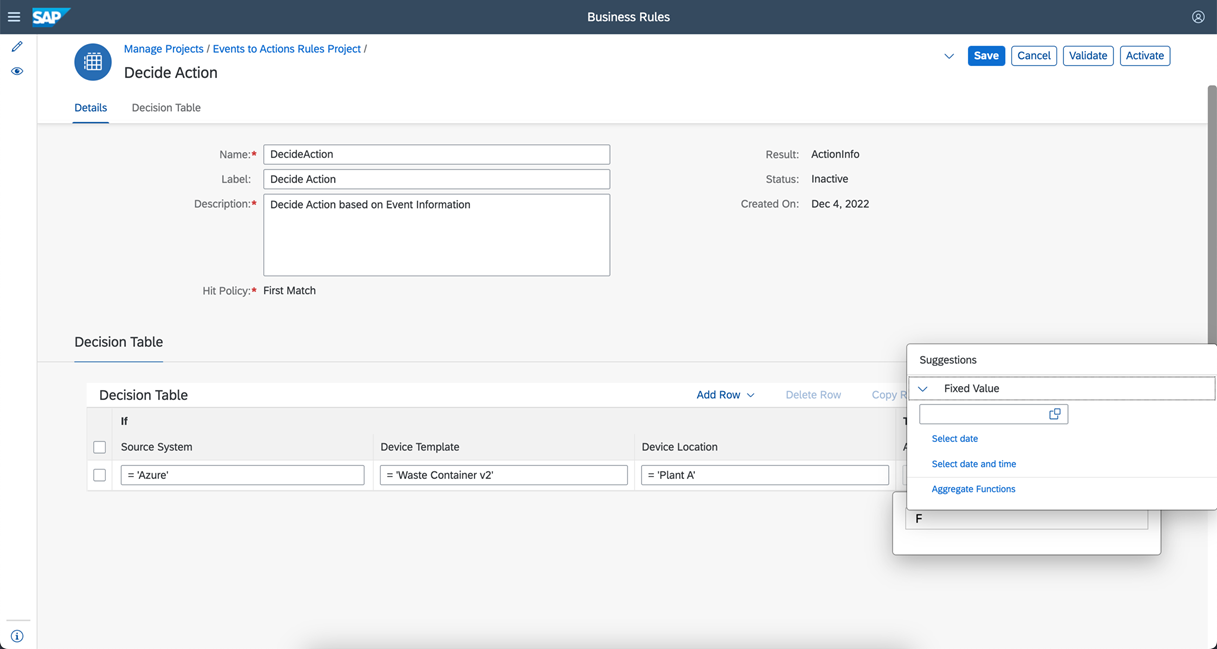 SAP
Business Rules
Manage Projects / Events to Actions Rules Project /
Decide Action
Save
Cancel
Validate
Activate
Details
Decision Table
Name:*
DecideAction
Result:
ActionInfo
Label:
Decide Action
Status:
Inactive
Description:*
Decide Action based on Event Information
Created On:
Dec 4, 2022
Hit Policy:*
First Match
Decision Table
Suggestions
Fixed Value
Select date
Select date and time
Aggregate Functions
Decision Table
Add Row
Delete Row
Copy R
If
T
Source System
Device Template
Device Location
A
= 'Azure'
= 'Waste Container v2'
= 'Plant A'
F